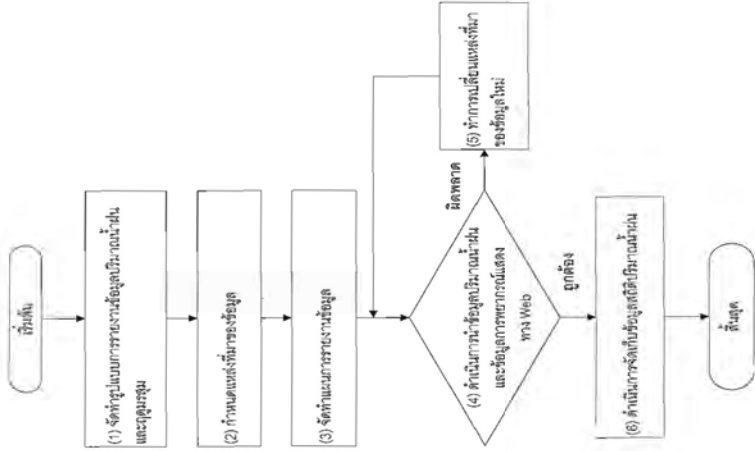 เริ่มต้น
(1) จัดทำรูปแบบการรายงานข้อมูลปริมาณน้ำฝน
และฤดูมรสุม
(2) กำหนดแหล่งที่มาของข้อมูล
(3) จัดทำแผนการรายงานข้อมูล
(4) ดำเนินการนำข้อมูลปริมาณน้ำฝน
และข้อมูลการพยากรณ์แสดง
ทาง Web
ผิดพลาด
(5) ทำการเปลี่ยนแหล่งที่มา
ของข้อมูลใหม่
ถูกต้อง
(6) ดำเนินการจัดเก็บข้อมูลสถิติปริมาณน้ำฝน
สิ้นสุด